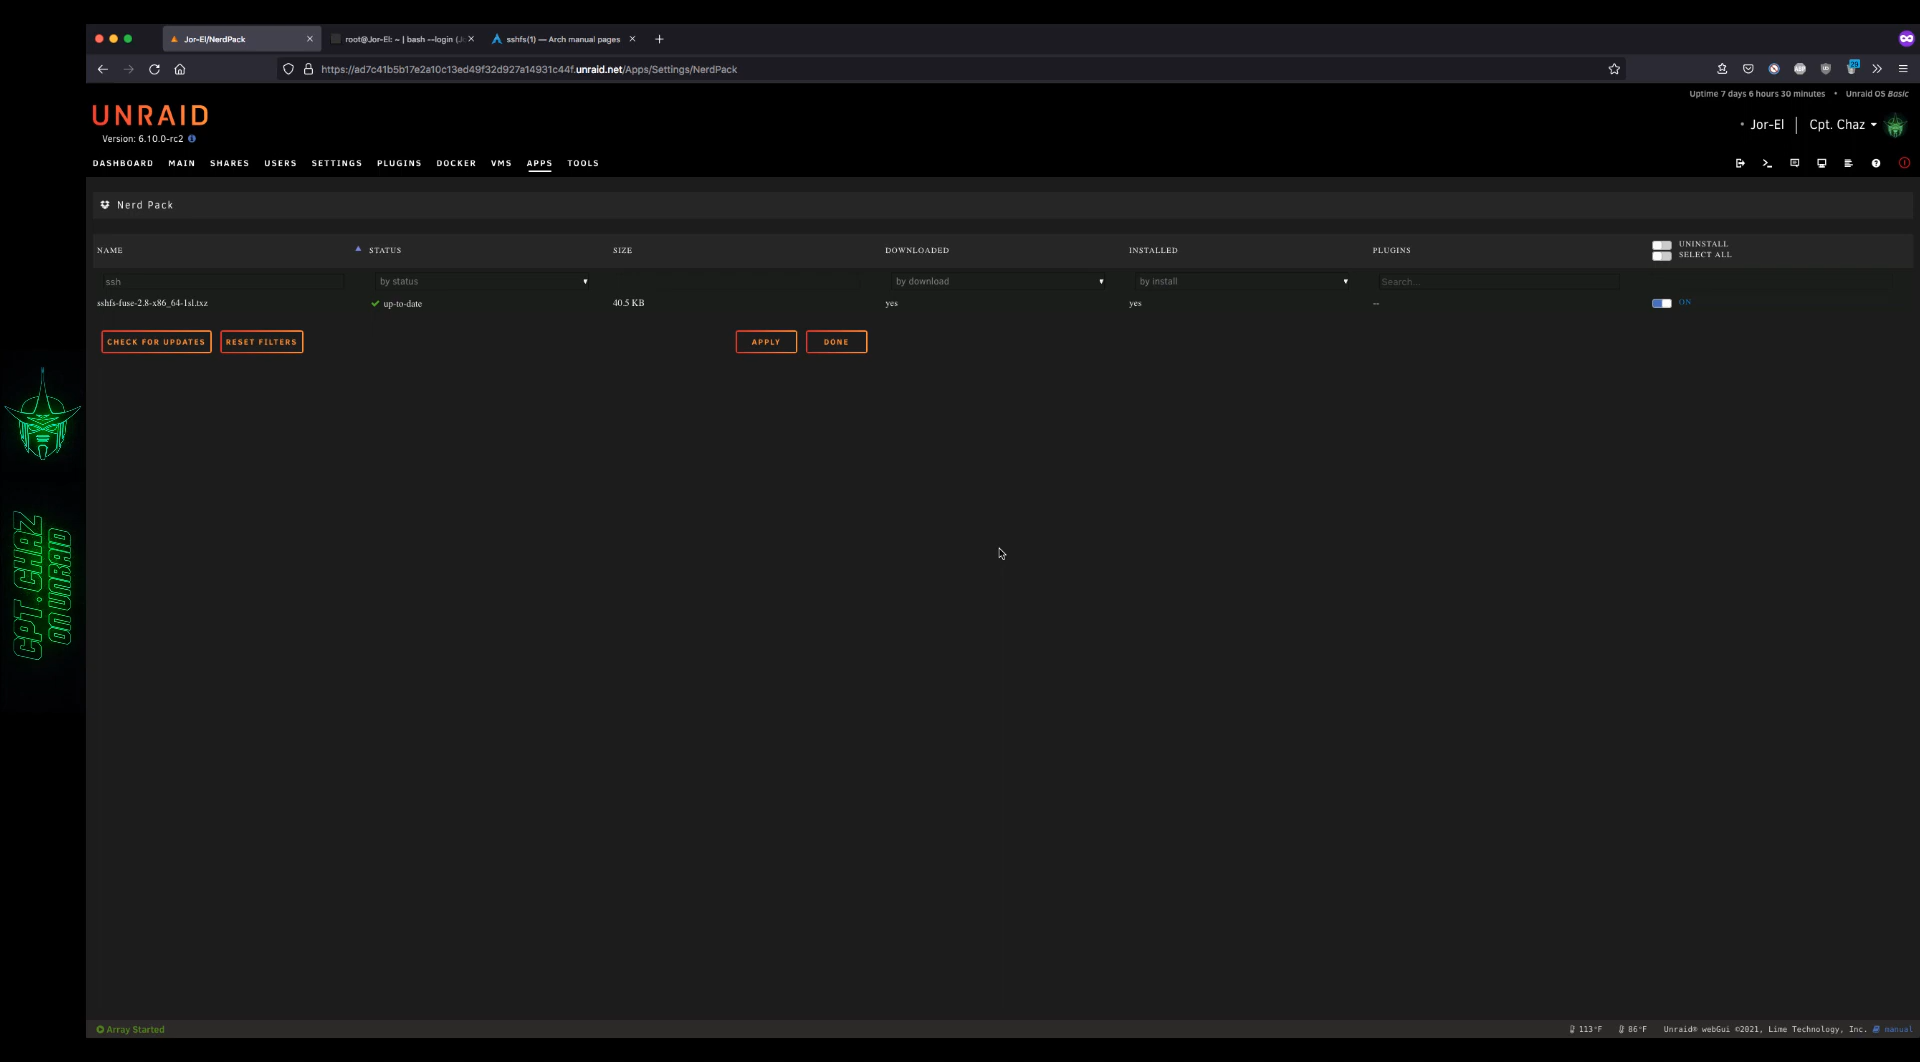 Jor-El/NerdPack
root@Jor-El: ~ | bash --login (Jo
sshfs(1) — Arch manual pages
https://ad7c41b5b17e2a10c13ed49f32d927a14931c44f.unraid.net/Apps/Settings/NerdPack
Uptime 7 days 6 hours 30 minutes • Unraid OS Basic
UNRAID
Version: 6.10.0-rc2
Jor-El | Cpt. Chaz
DASHBOARD MAIN SHARES USERS SETTINGS PLUGINS DOCKER VMS APPS TOOLS
Nerd Pack
NAME STATUS SIZE DOWNLOADED INSTALLED PLUGINS
UNINSTALL
SELECT ALL
ssh by status by download by install Search...
sshfs-fuse-2.8-x86_64-1sl.txz up-to-date 40.5 KB yes yes -- ON
CHECK FOR UPDATES RESET FILTERS APPLY DONE
CPT.CHAZ
ON UNRAID
Array Started
113°F 86°F Unraid® webGui ©2021, Lime Technology, Inc. manual